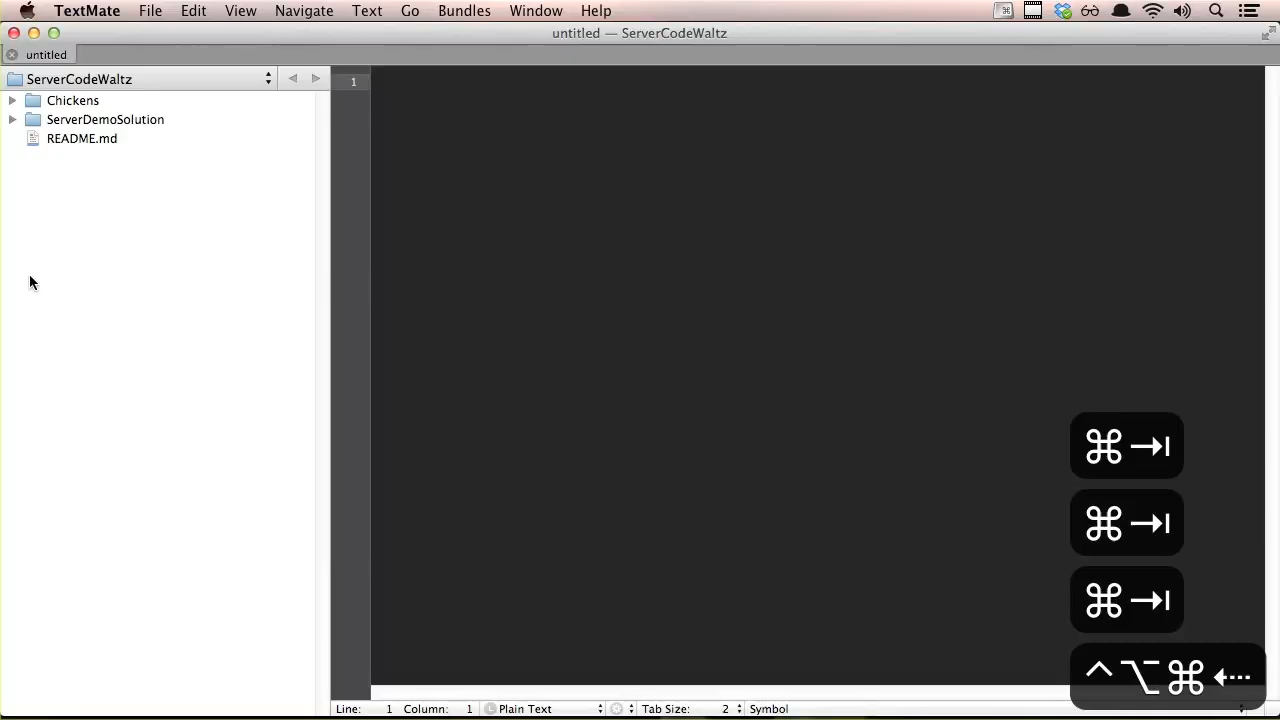 TextMate File Edit View Navigate Text Go Bundles Window Help
untitled — ServerCodeWaltz
untitled
ServerCodeWaltz
1
Chickens
ServerDemoSolution
README.md
⌘⇥
⌘⇥
⌘⇥
^⌥⌘⇠
Line: 1 Column: 1 Plain Text Tab Size: 2 Symbol